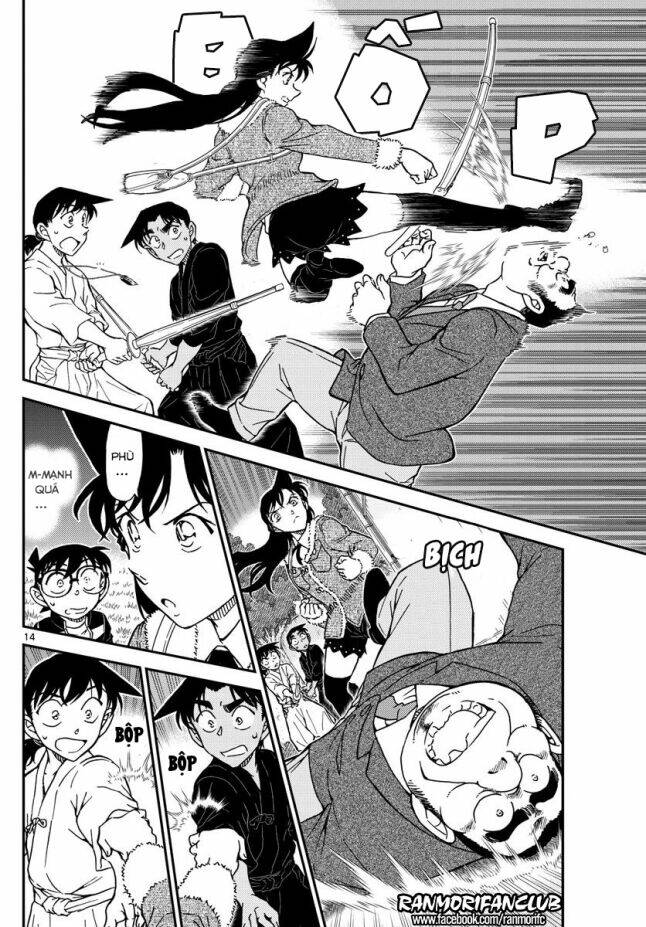 BỐP
PHÙ
...
M-MẠNH
QUÁ
...
BỊCH
14
BỘP
BỘP
RANMORIFANCLUB
www.facebook.com/ranmorifc